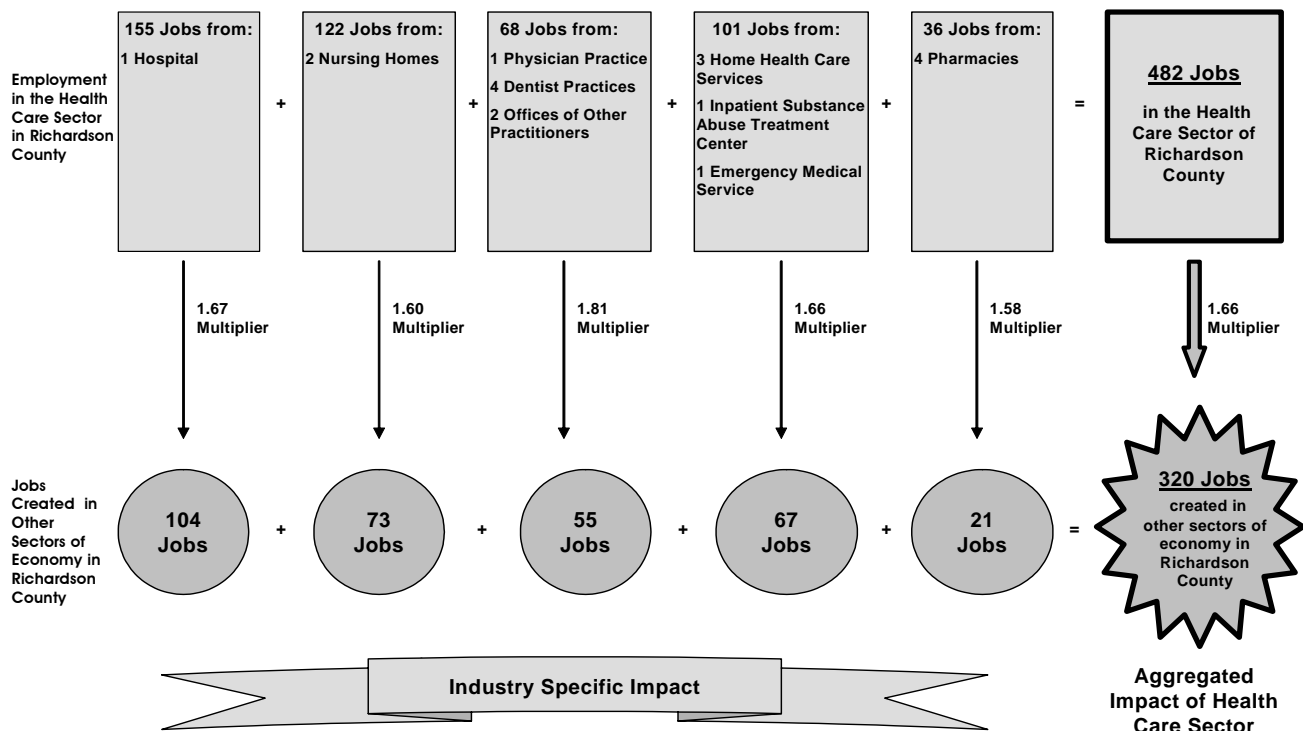 Employment
in the Health
Care Sector
in Richardson
County
155 Jobs from:
1 Hospital
+
122 Jobs from:
2 Nursing Homes
+
68 Jobs from:
1 Physician Practice
4 Dentist Practices
2 Offices of Other
Practitioners
+
101 Jobs from:
3 Home Health Care
Services
1 Inpatient Substance
Abuse Treatment
Center
1 Emergency Medical
Service
+
36 Jobs from:
4 Pharmacies
=
482 Jobs
in the Health
Care Sector of
Richardson
County
1.67
Multiplier
1.60
Multiplier
1.81
Multiplier
1.66
Multiplier
1.58
Multiplier
1.66
Multiplier
Jobs
Created in
Other
Sectors of
Economy in
Richardson
County
104
Jobs
+
73
Jobs
+
55
Jobs
+
67
Jobs
+
21
Jobs
=
320 Jobs
created in
other sectors of
economy in
Richardson
County
Industry Specific Impact
Aggregated
Impact of Health
Care Sector